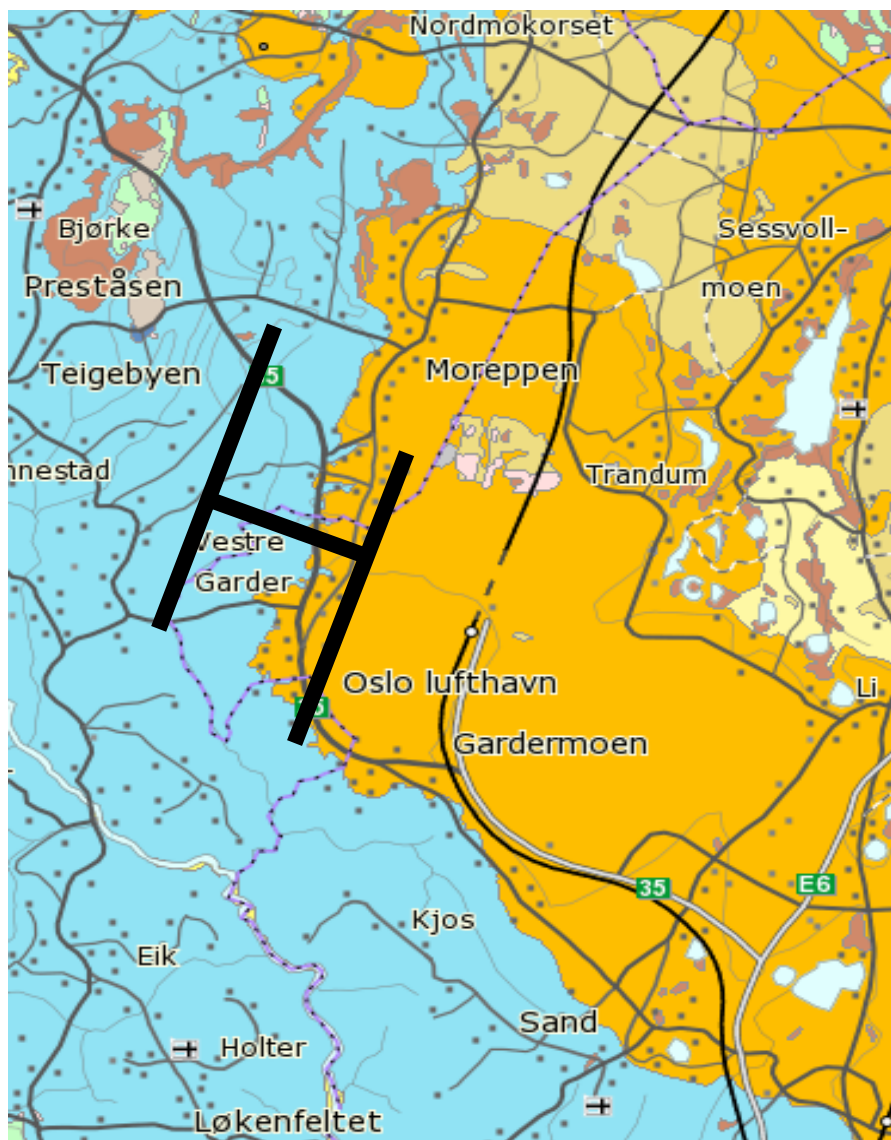 Nordmokorset
Bjørke
Sessvoll-
Preståsen
moen
Teigebyen
Moreppen
nnestad
Trandum
Vestre
Garder
Oslo lufthavn
Li
Gardermoen
35
E6
Kjos
Eik
Sand
Holter
Løkenfeltet